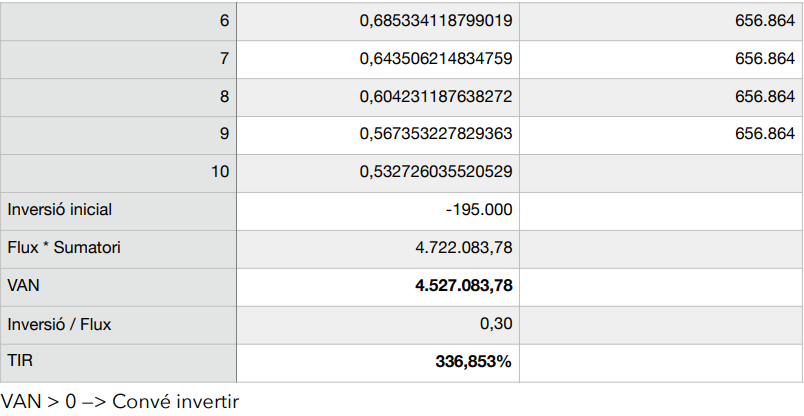 6 0,685334118799019 656.864
7 0,643506214834759 656.864
8 0,604231187638272 656.864
9 0,567353227829363 656.864
10 0,532726035520529
Inversió inicial -195.000
Flux * Sumatori 4.722.083,78
VAN 4.527.083,78
Inversió / Flux 0,30
TIR 336,853%
VAN > 0 –> Convé invertir